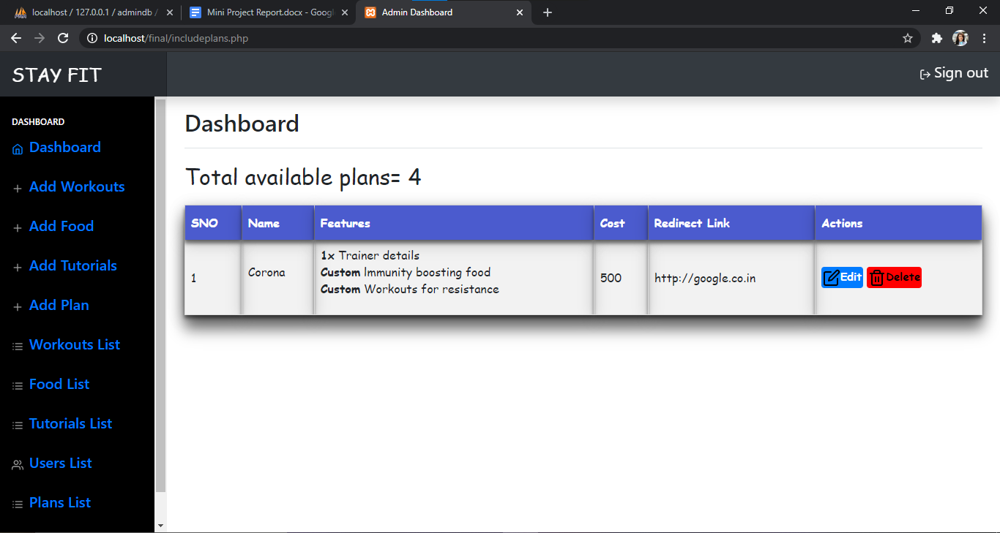 localhost / 127.0.0.1 / admindb /
Mini Project Report.docx - Googl
Admin Dashboard
localhost/final/includeplans.php
STAY FIT
Sign out
DASHBOARD
Dashboard
Add Workouts
Add Food
Add Tutorials
Add Plan
Workouts List
Food List
Tutorials List
Users List
Plans List
Dashboard
Total available plans= 4
SNO Name Features Cost Redirect Link Actions
1 Corona 1x Trainer details
Custom Immunity boosting food
Custom Workouts for resistance
500 http://google.co.in Edit Delete